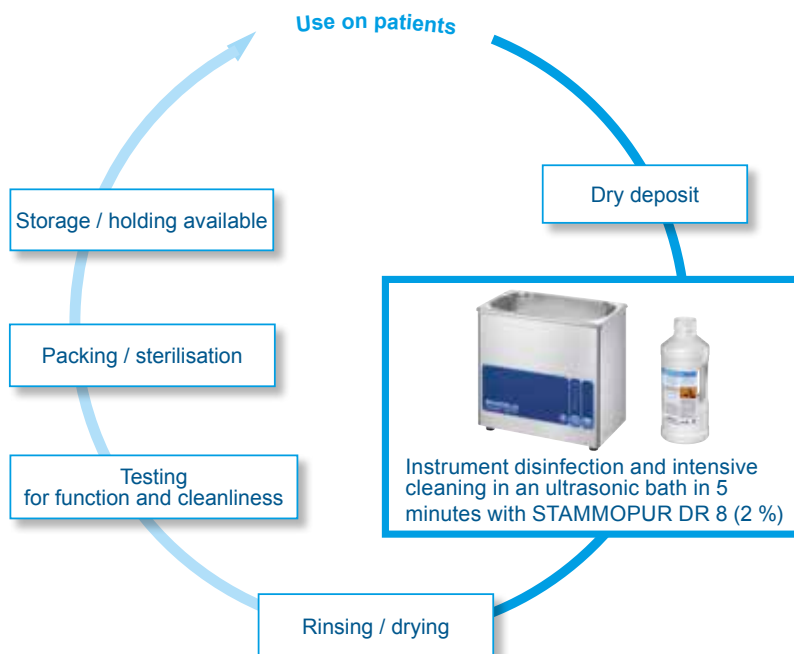 Use on patients
Dry deposit
Instrument disinfection and intensive
cleaning in an ultrasonic bath in 5
minutes with STAMMOPUR DR 8 (2 %)
Rinsing / drying
Testing
for function and cleanliness
Packing / sterilisation
Storage / holding available